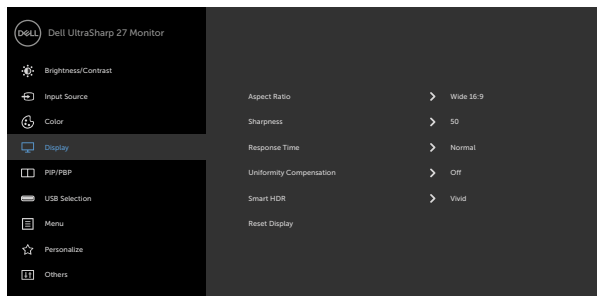 DELL Dell UltraSharp 27 Monitor
Brightness/Contrast
Input Source
Aspect Ratio Wide 16:9
Color
Sharpness 50
Display
Response Time Normal
PIP/PBP
Uniformity Compensation Off
USB Selection
Smart HDR Vivid
Menu
Reset Display
Personalize
Others